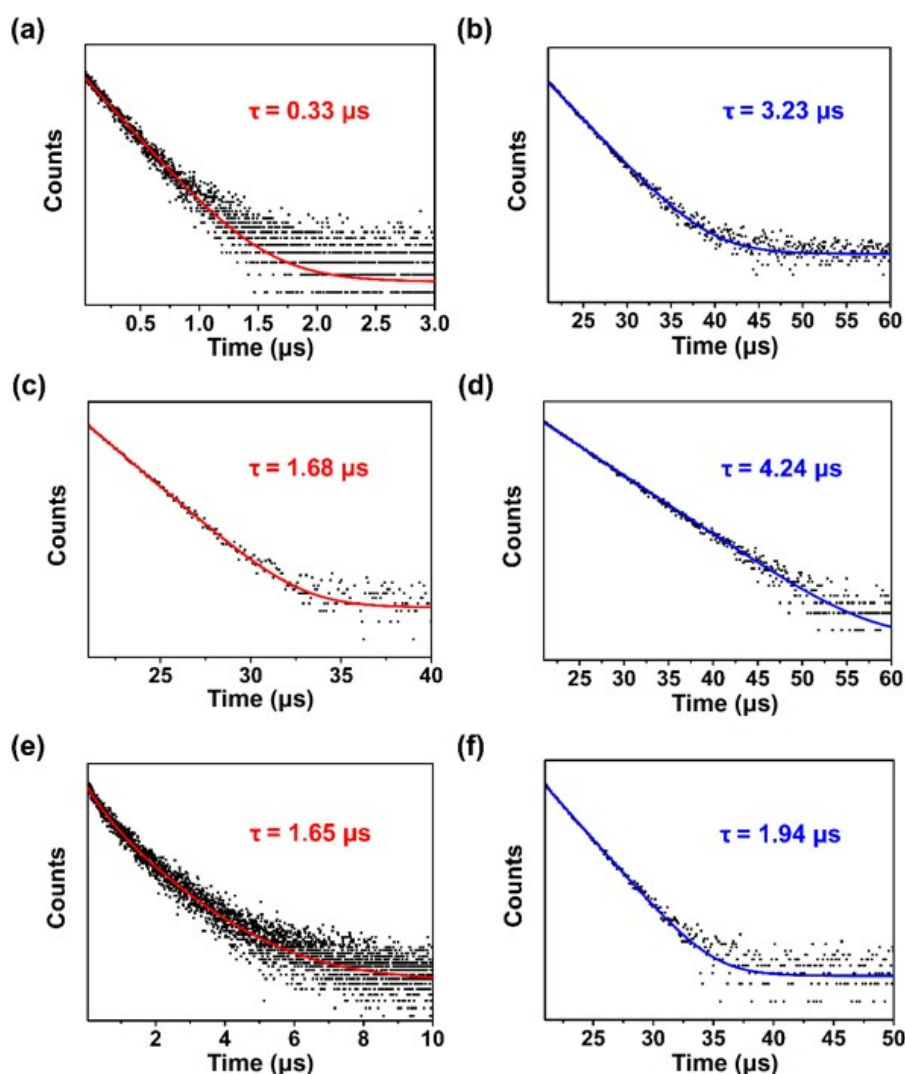 (a)
Counts
τ = 0.33 μs
0.5 1.0 1.5 2.0 2.5 3.0
Time (μs)
(b)
Counts
τ = 3.23 μs
25 30 35 40 45 50 55 60
Time (μs)
(c)
Counts
τ = 1.68 μs
25 30 35 40
Time (μs)
(d)
Counts
τ = 4.24 μs
25 30 35 40 45 50 55 60
Time (μs)
(e)
Counts
τ = 1.65 μs
2 4 6 8 10
Time (μs)
(f)
Counts
τ = 1.94 μs
25 30 35 40 45 50
Time (μs)